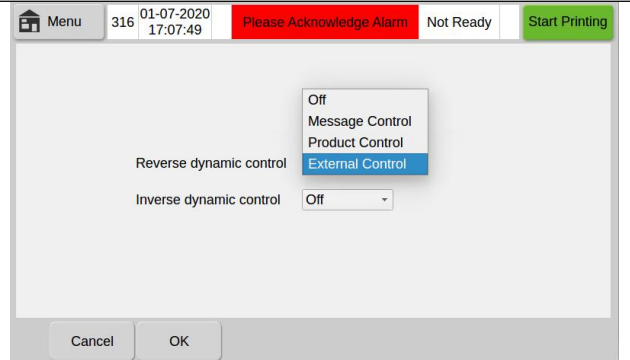 Menu
316
01-07-2020
17:07:49
Please Acknowledge Alarm
Not Ready
Start Printing
Off
Message Control
Product Control
Reverse dynamic control
External Control
Inverse dynamic control
Off
Cancel
OK